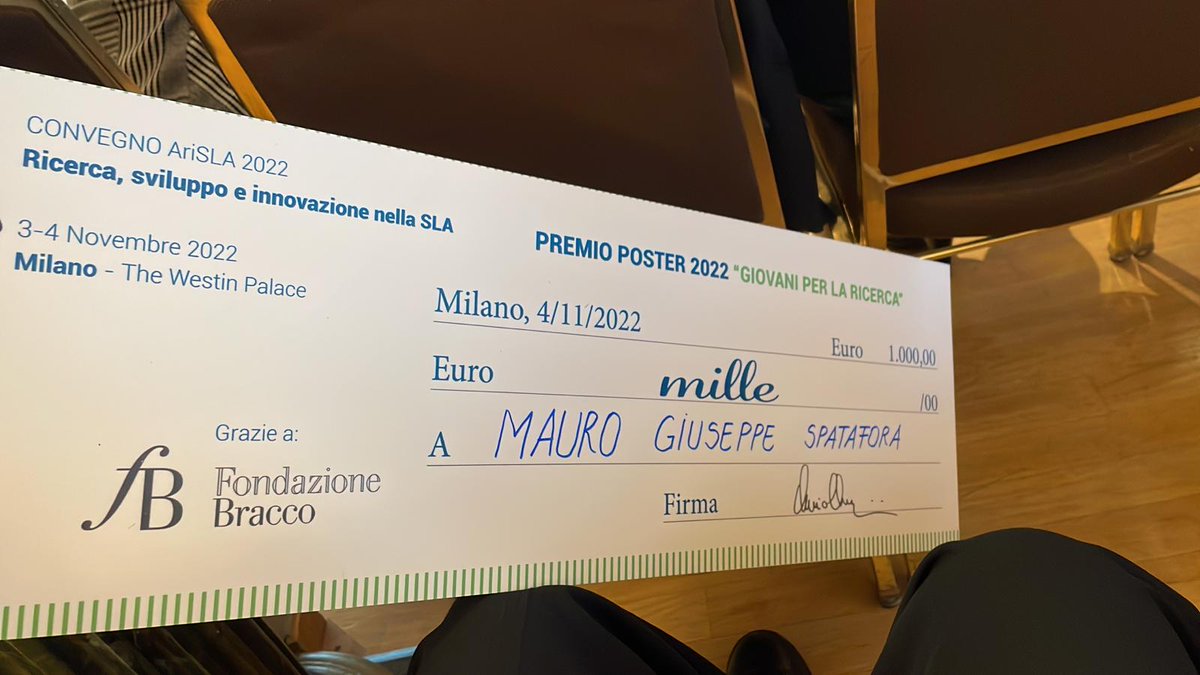 CONVEGNO AriSLA 2022
Ricerca, sviluppo e innovazione nella SLA
3-4 Novembre 2022
Milano - The Westin Palace
PREMIO POSTER 2022 "GIOVANI PER LA RICERCA"
Milano, 4/11/2022
Euro 1.000,00
Euro mille /00
A MAURO GIUSEPPE SPATAFORA
Firma
Grazie a:
fB Fondazione
Bracco